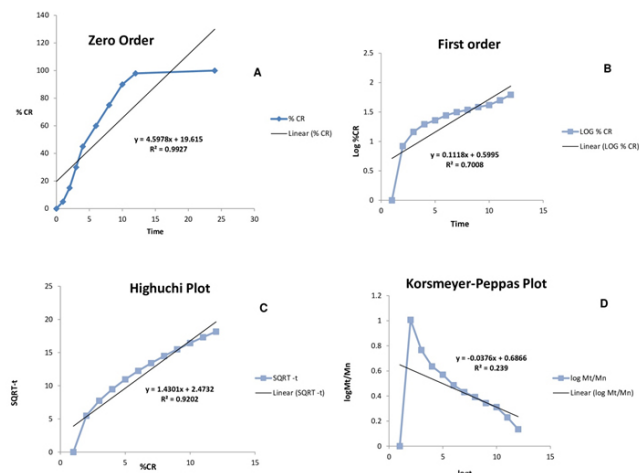 Zero Order
A
% CR
140
120
100
80
60
40
20
0
0 5 10 15 20 25 30
Time
y = 4.5978x + 19.615
R² = 0.9927
% CR
Linear (% CR)
First order
B
Log %CR
2.5
2
1.5
1
0.5
0
0 5 10 15
Time
y = 0.1118x + 0.5995
R² = 0.7008
LOG % CR
Linear (LOG % CR)
Highuchi Plot
C
SQRT-t
25
20
15
10
5
0
0 5 10 15
%CR
y = 1.4301x + 2.4732
R² = 0.9202
SQRT -t
Linear (SQRT -t)
Korsmeyer-Peppas Plot
D
logMt/Mn
1.2
1
0.8
0.6
0.4
0.2
0
0 5 10 15
y = -0.0376x + 0.6866
R² = 0.239
log Mt/Mn
Linear (log Mt/Mn)